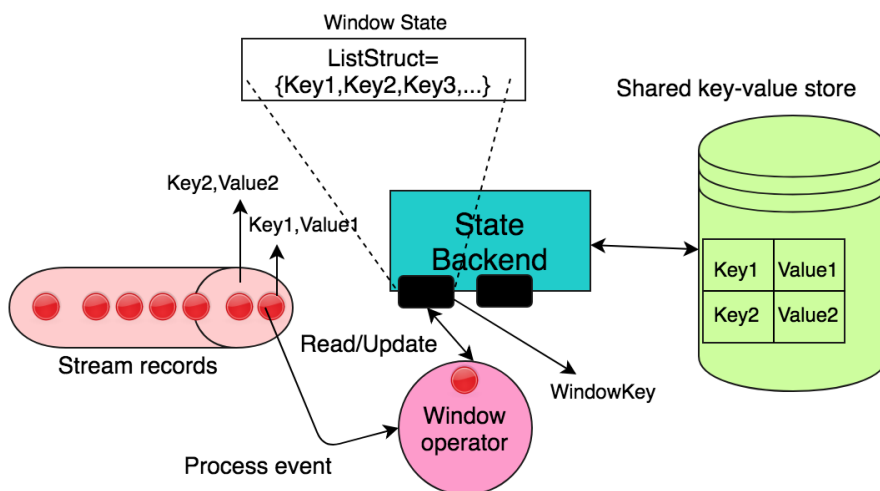 Window State
ListStruct=
{Key1,Key2,Key3,...}
Shared key-value store
Key2,Value2
Key1,Value1
State
Backend
Key1
Value1
Key2
Value2
Read/Update
Stream records
WindowKey
Window
operator
Process event